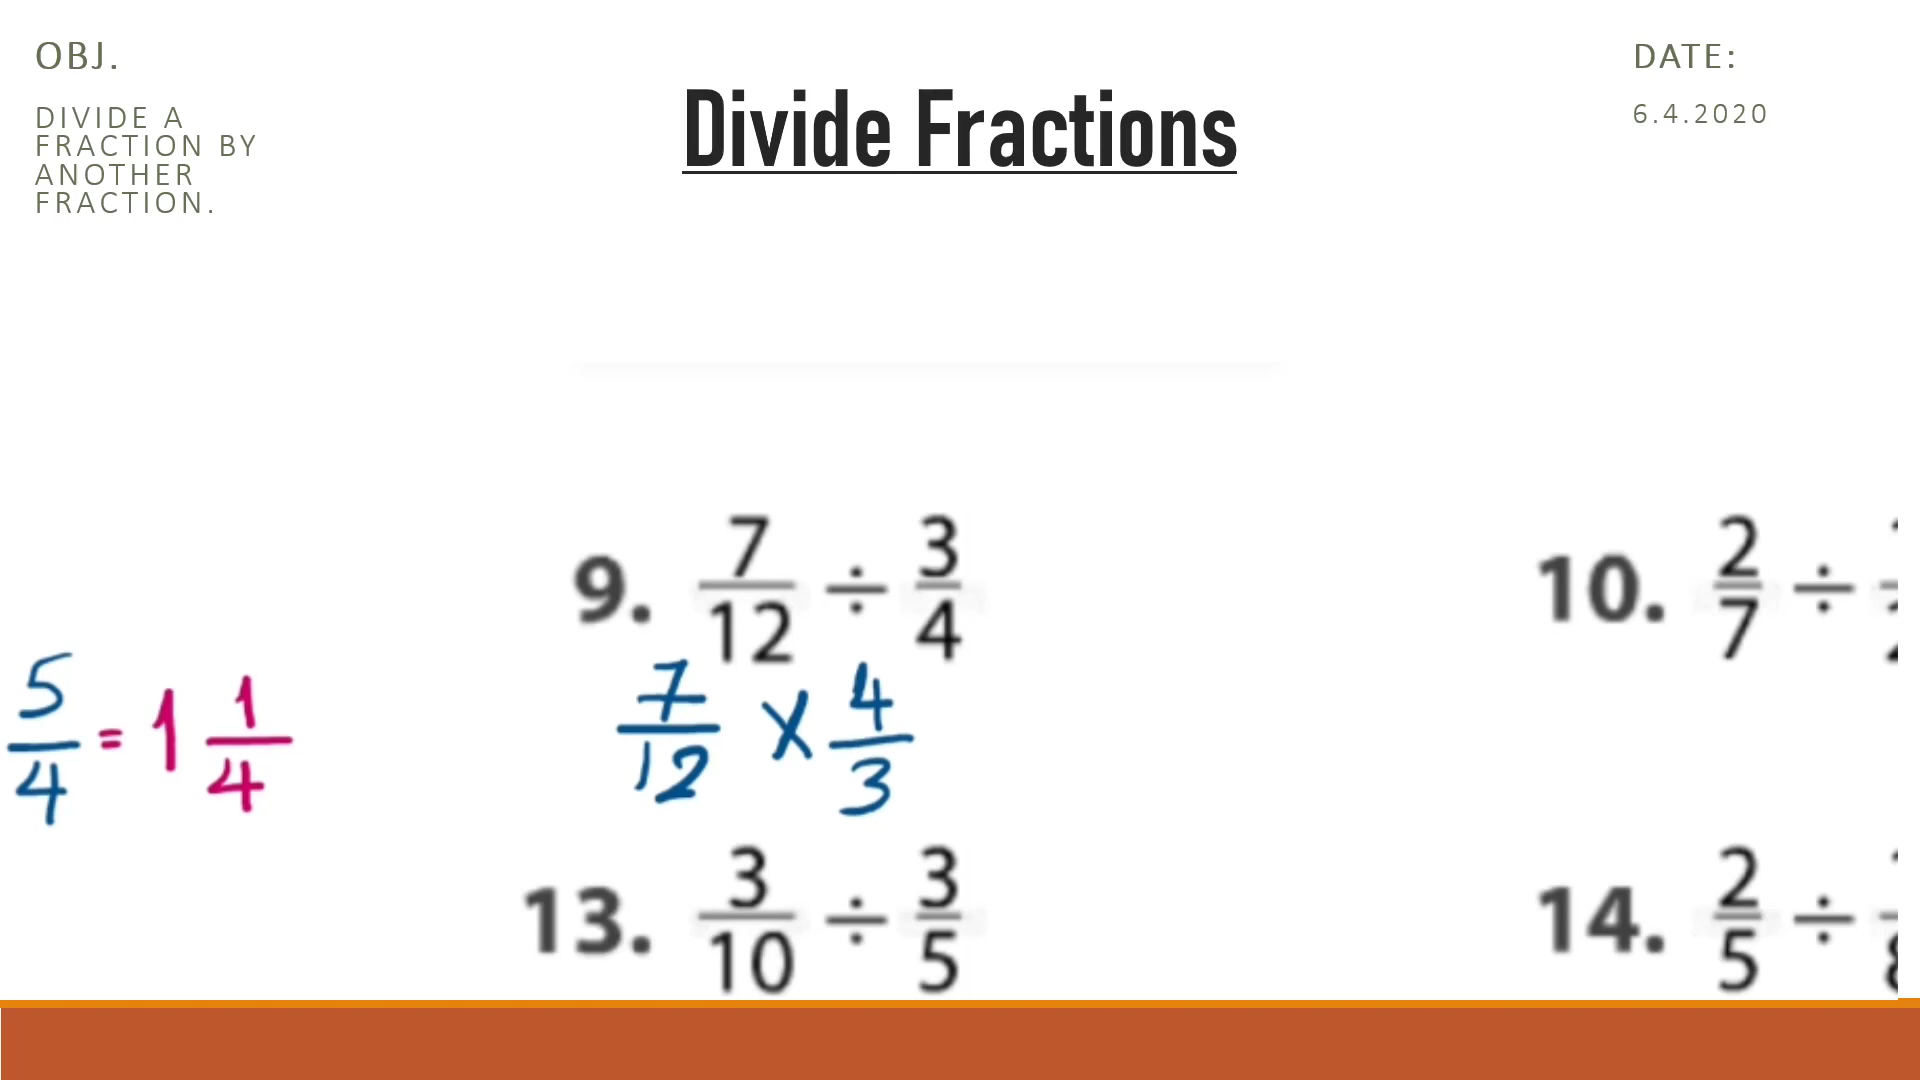 OBJ.
DIVIDE A
FRACTION BY
ANOTHER
FRACTION.
Divide Fractions
DATE:
6.4.2020
9. 7/12 ÷ 3/4
10. 2/7 ÷
5/4 = 1 1/4
7/12 x 4/3
13. 3/10 ÷ 3/5
14. 2/5 ÷